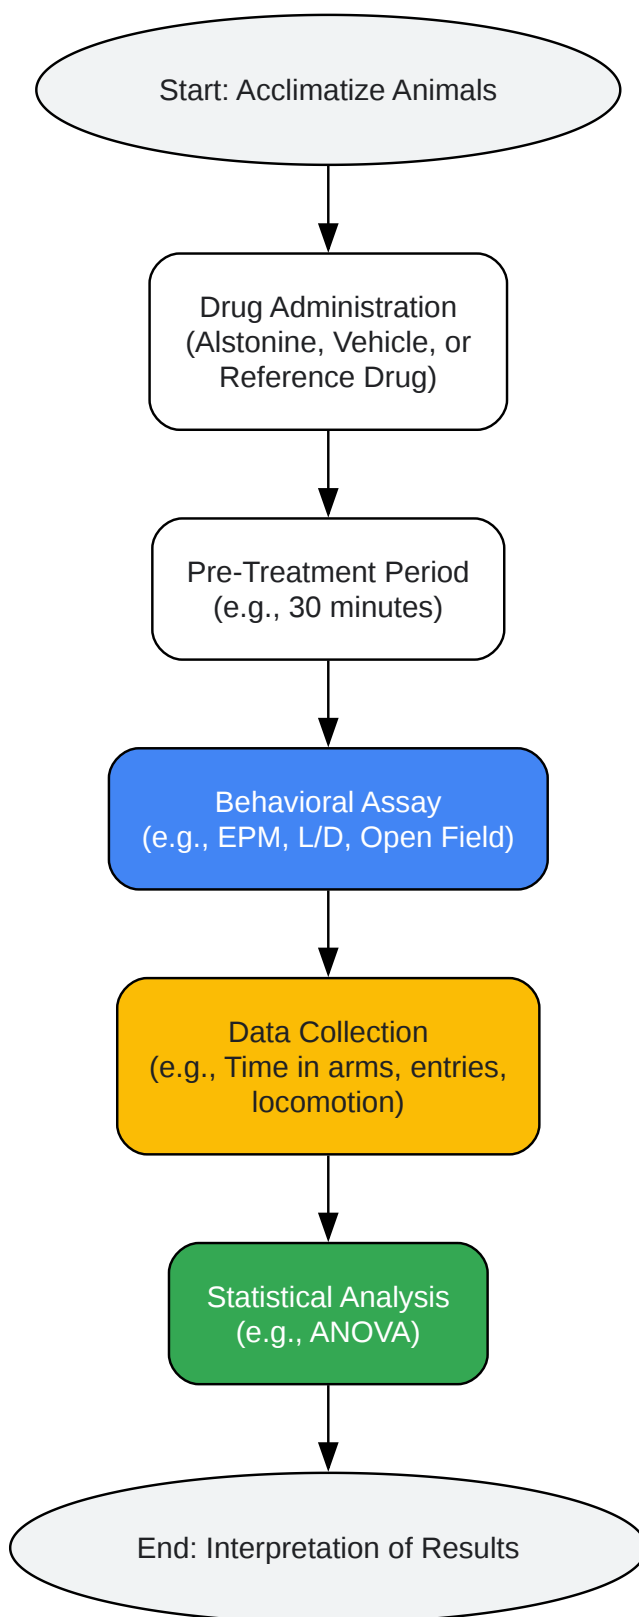 Start: Acclimatize Animals
Drug Administration
(Alstonine, Vehicle, or
Reference Drug)
Pre-Treatment Period
(e.g., 30 minutes)
Behavioral Assay
(e.g., EPM, L/D, Open Field)
Data Collection
(e.g., Time in arms, entries,
locomotion)
Statistical Analysis
(e.g., ANOVA)
End: Interpretation of Results